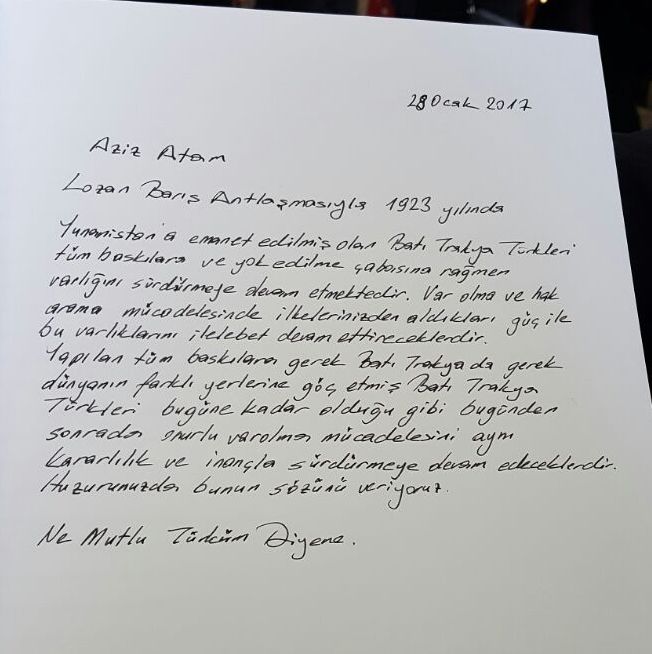 28 Ocak 2017
Aziz Atam
Lozan Barış Antlaşmasıyla 1923 yılında
Yunanistan'a emanet edilmiş olan Batı Trakya Türkleri
tüm baskılara ve yok edilme çabasına rağmen
varlığını sürdürmeye devam etmektedir. Var olma ve hak
arama mücadelesinde ilkelerinizden aldıkları güç ile
bu varlıklarını ilelebet devam ettireceklerdir.
Yapılan tüm baskılara gerek Batı Trakya da gerek
dünyanın farklı yerlerine göç etmiş Batı Trakya
Türkleri bugüne kadar olduğu gibi bugünden
sonrada onurlu varolma mücadelesini aynı
kararlılık ve inançla sürdürmeye devam edeceklerdir.
Huzurunuzda bunun sözünü veriyoruz.
Ne Mutlu Türküm Diyene.